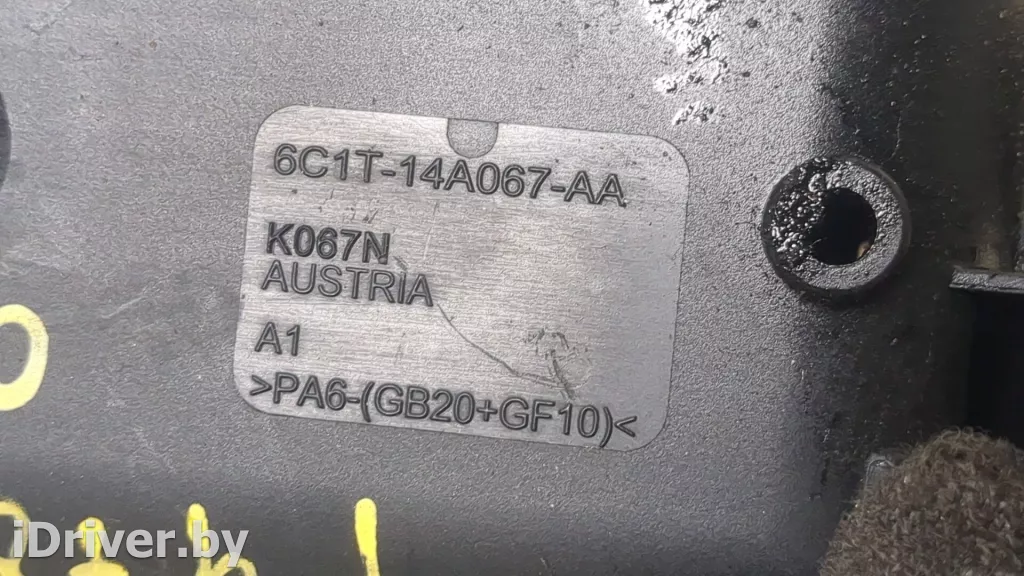 6C1T-14A067-AA
K067N
AUSTRIA
A1
>PA6-(GB20+GF10)<
iDriver.by